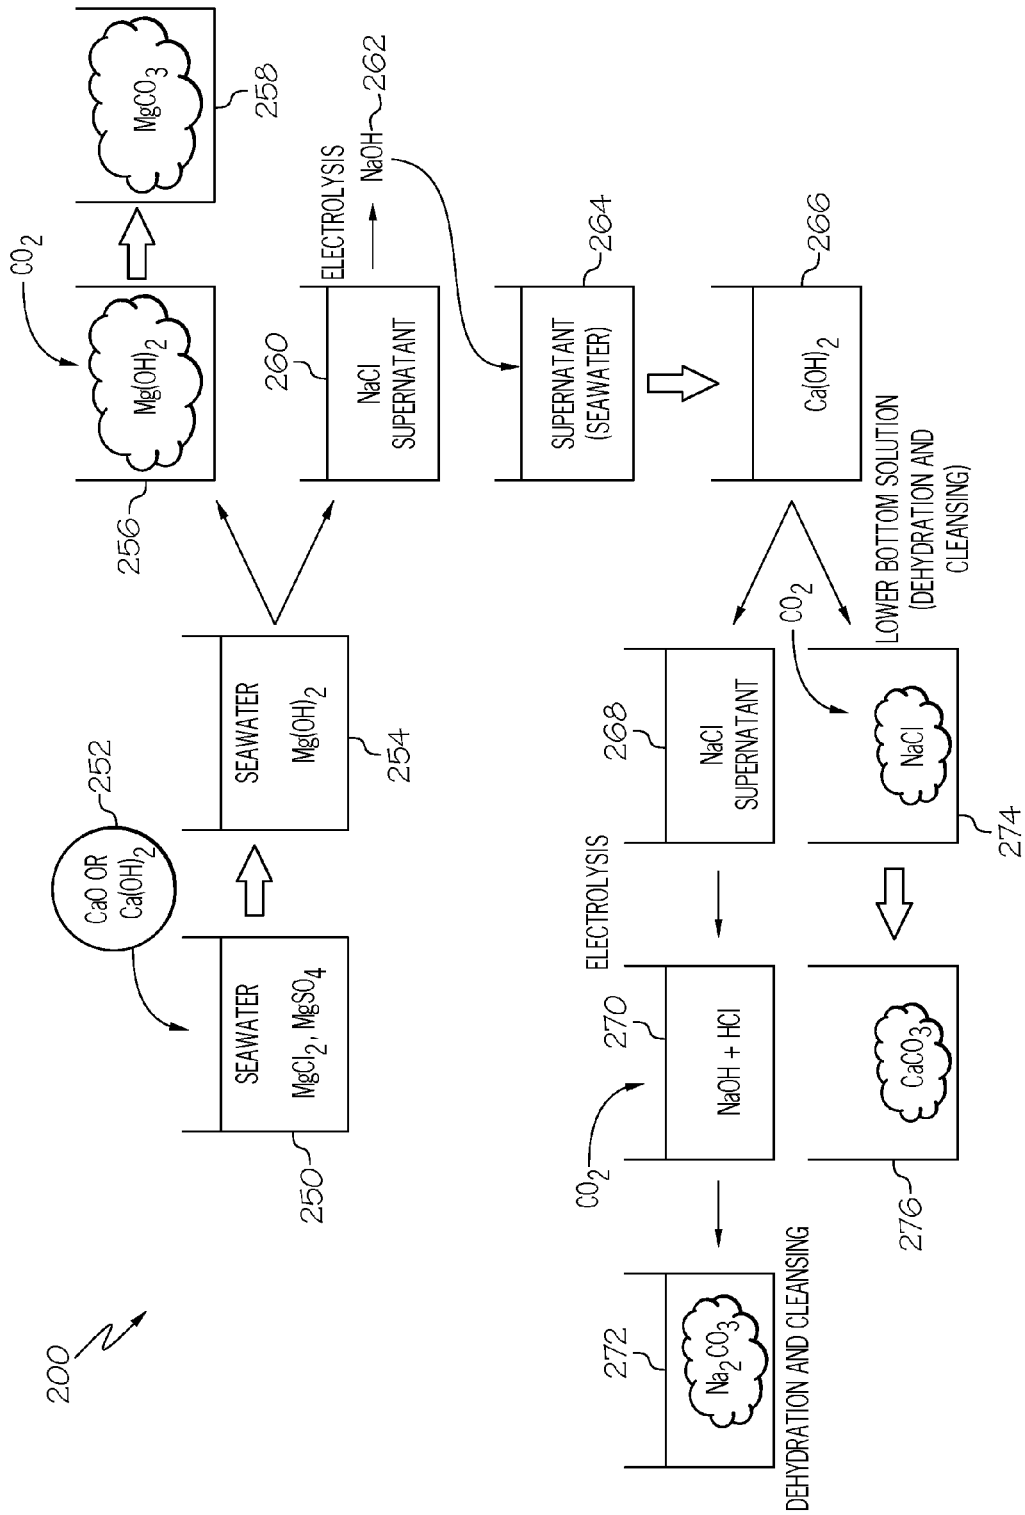 200
CaO OR
Ca(OH)2
252
SEAWATER
MgCl2, MgSO4
250
SEAWATER
Mg(OH)2
254
CO2
Mg(OH)2
256
MgCO3
258
260
NaCl
SUPERNATANT
ELECTROLYSIS
NaOH
262
SUPERNATANT
(SEAWATER)
264
Ca(OH)2
266
268
NaCl
SUPERNATANT
ELECTROLYSIS
CO2
270
NaOH + HCl
272
Na2CO3
DEHYDRATION AND CLEANSING
LOWER BOTTOM SOLUTION
(DEHYDRATION AND
CLEANSING)
CO2
NaCl
274
CaCO3
276